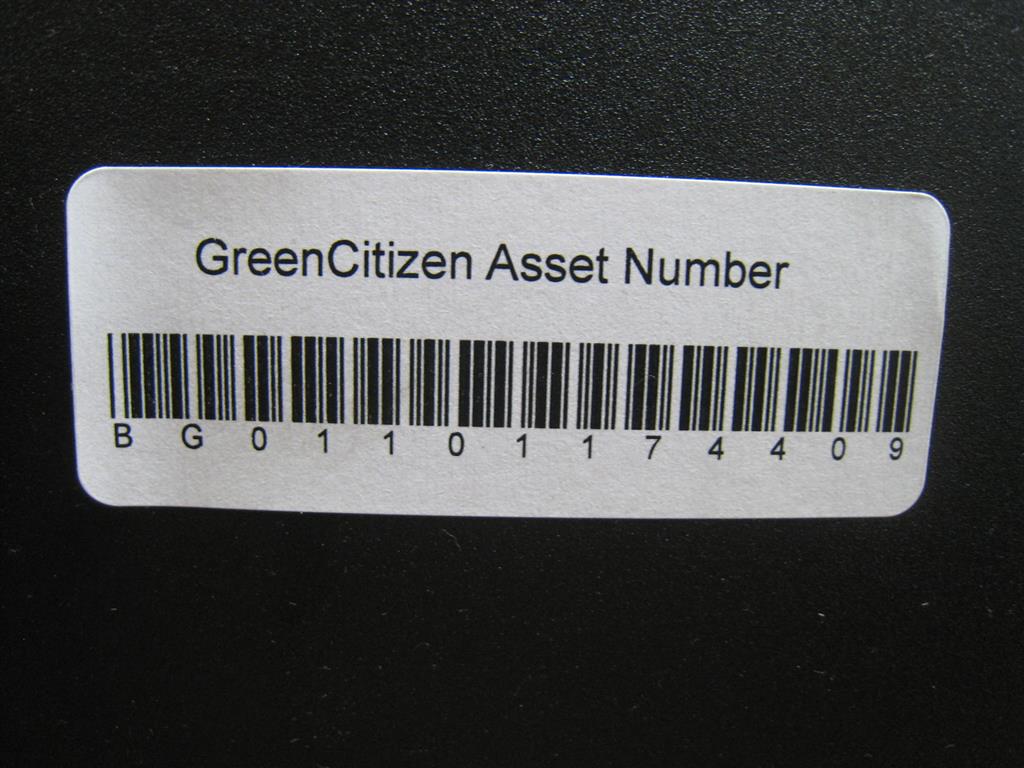 GreenCitizen Asset Number
B G 0 1 1 0 1 1 7 4 4 0 9